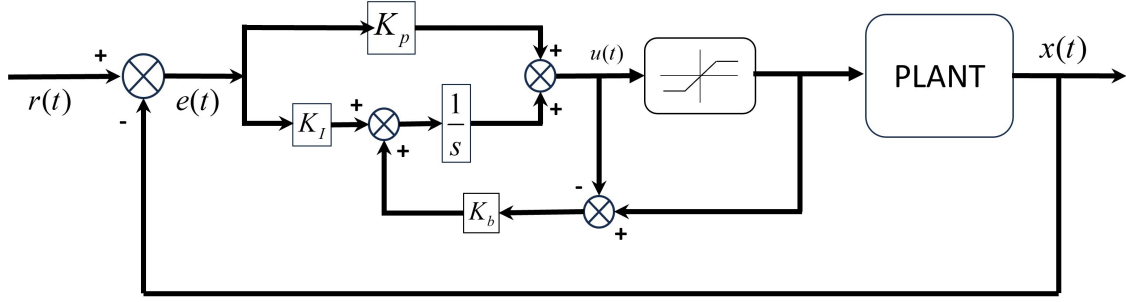 +
r(t)
-
e(t)
K_p
K_I
+
+
1
s
+
+
u(t)
K_b
-
+
PLANT
x(t)